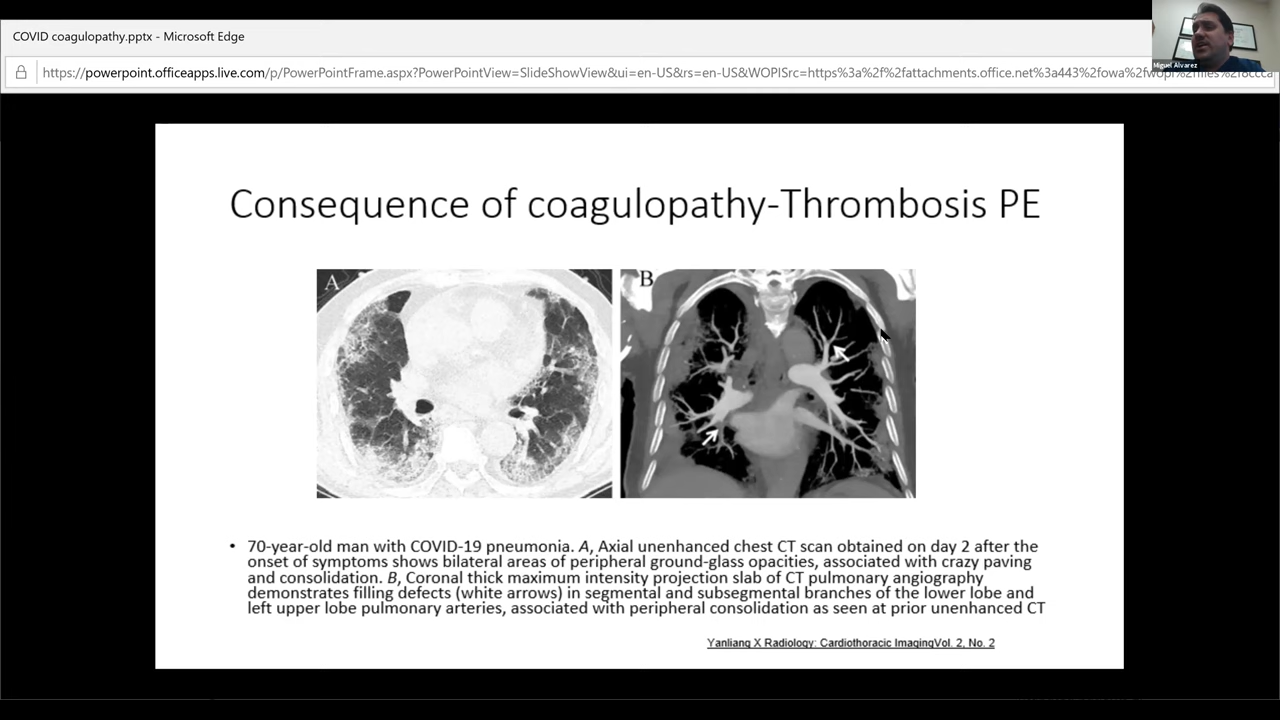 COVID coagulopathy.pptx - Microsoft Edge
Miguel Alvarez
https://powerpoint.officeapps.live.com/p/PowerPointFrame.aspx?PowerPointView=SlideShowView&ui=en-US&rs=en-US&WOPISrc=https%3a%2f%2fattachments.office.net%3a443%2fowa%2fwopi%2ffiles%2f8ccca
Consequence of coagulopathy-Thrombosis PE
A
B
• 70-year-old man with COVID-19 pneumonia. A, Axial unenhanced chest CT scan obtained on day 2 after the
onset of symptoms shows bilateral areas of peripheral ground-glass opacities, associated with crazy paving
and consolidation. B, Coronal thick maximum intensity projection slab of CT pulmonary angiography
demonstrates filling defects (white arrows) in segmental and subsegmental branches of the lower lobe and
left upper lobe pulmonary arteries, associated with peripheral consolidation as seen at prior unenhanced CT
Yanliang X Radiology: Cardiothoracic ImagingVol. 2, No. 2